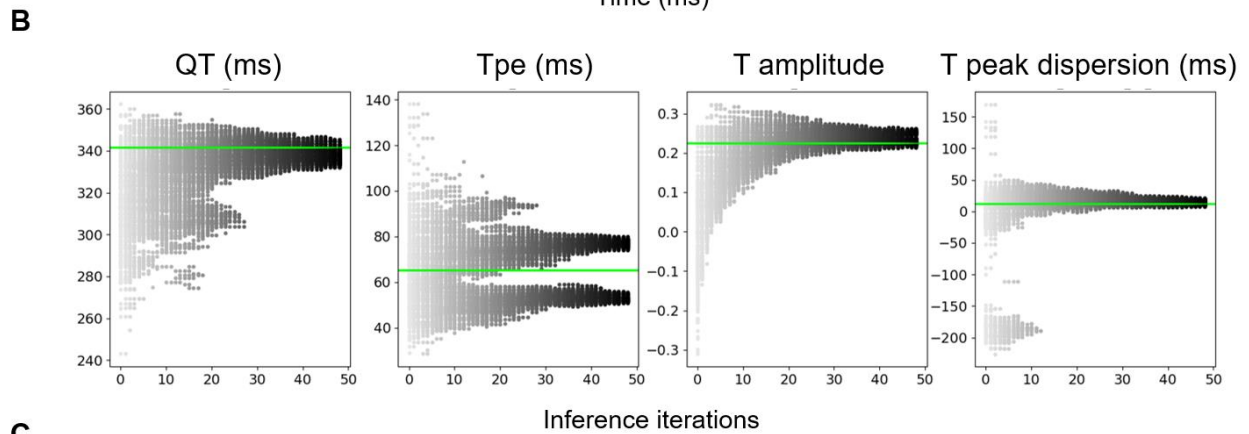 Time (ms)
B
QT (ms) Tpe (ms) T amplitude T peak dispersion (ms)
360 340 320 300 280 260 240
140 120 100 80 60 40
0.3 0.2 0.1 0.0 −0.1 −0.2 −0.3
150 100 50 0 −50 −100 −150 −200
0 10 20 30 40 50 0 10 20 30 40 50 0 10 20 30 40 50 0 10 20 30 40 50
Inference iterations
C